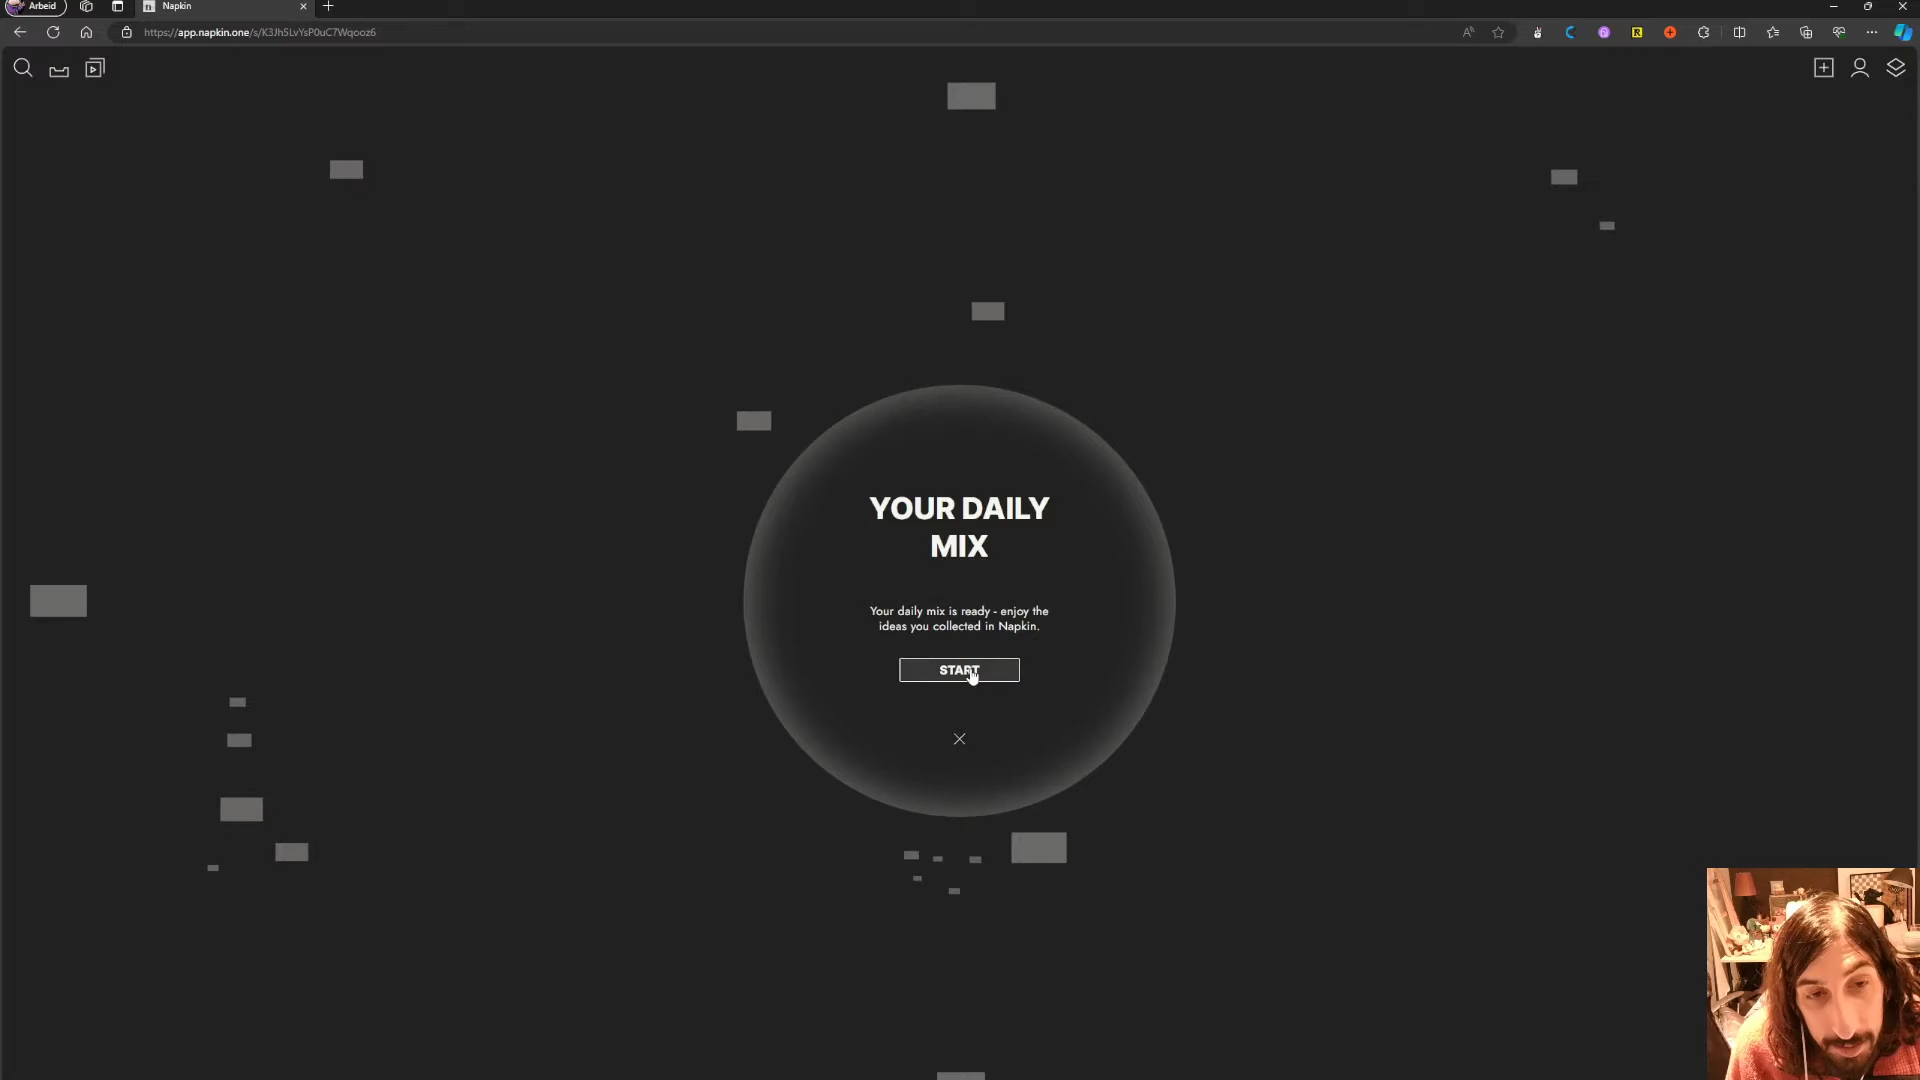 Arbeid
Napkin
https://app.napkin.one/s/K3Jh5LvYsP0uC7Wqooz6
YOUR DAILY
MIX
Your daily mix is ready - enjoy the
ideas you collected in Napkin.
START